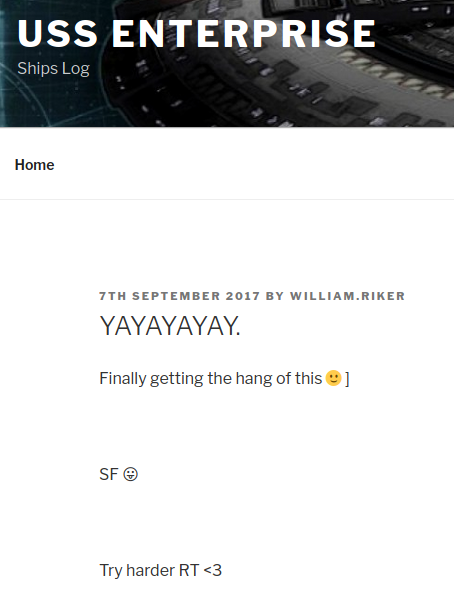 USS ENTERPRISE
Ships Log
Home
7TH SEPTEMBER 2017 BY WILLIAM.RIKER
YAYAYAYAY.
Finally getting the hang of this 🙂 ]
SF 😛
Try harder RT <3